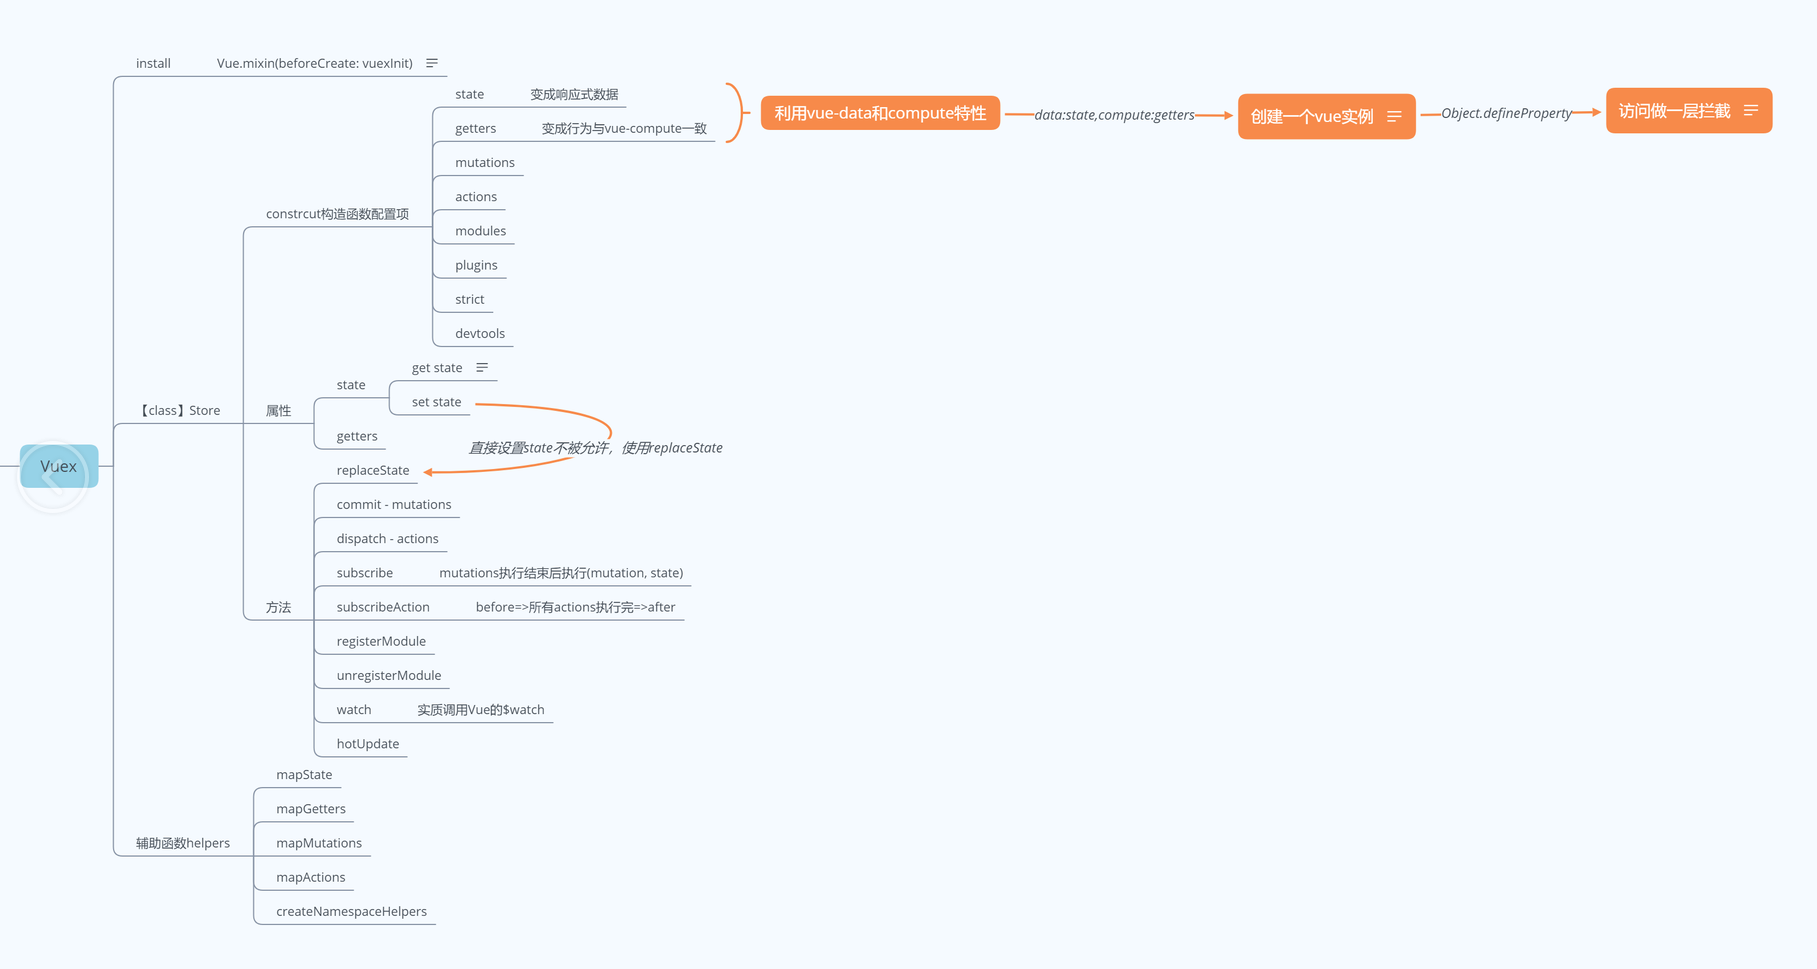 install Vue.mixin(beforeCreate: vuexInit)
state 变成响应式数据
getters 变成行为与vue-compute一致
利用vue-data和compute特性
data:state,compute:getters
创建一个vue实例
Object.defineProperty
访问做一层拦截
mutations
actions
constrcut构造函数配置项
modules
plugins
strict
devtools
get state
state
set state
【class】Store
属性
getters
直接设置state不被允许，使用replaceState
Vuex
replaceState
commit - mutations
dispatch - actions
subscribe mutations执行结束后执行(mutation, state)
方法
subscribeAction before=>所有actions执行完=>after
registerModule
unregisterModule
watch 实质调用Vue的$watch
hotUpdate
mapState
mapGetters
辅助函数helpers
mapMutations
mapActions
createNamespaceHelpers